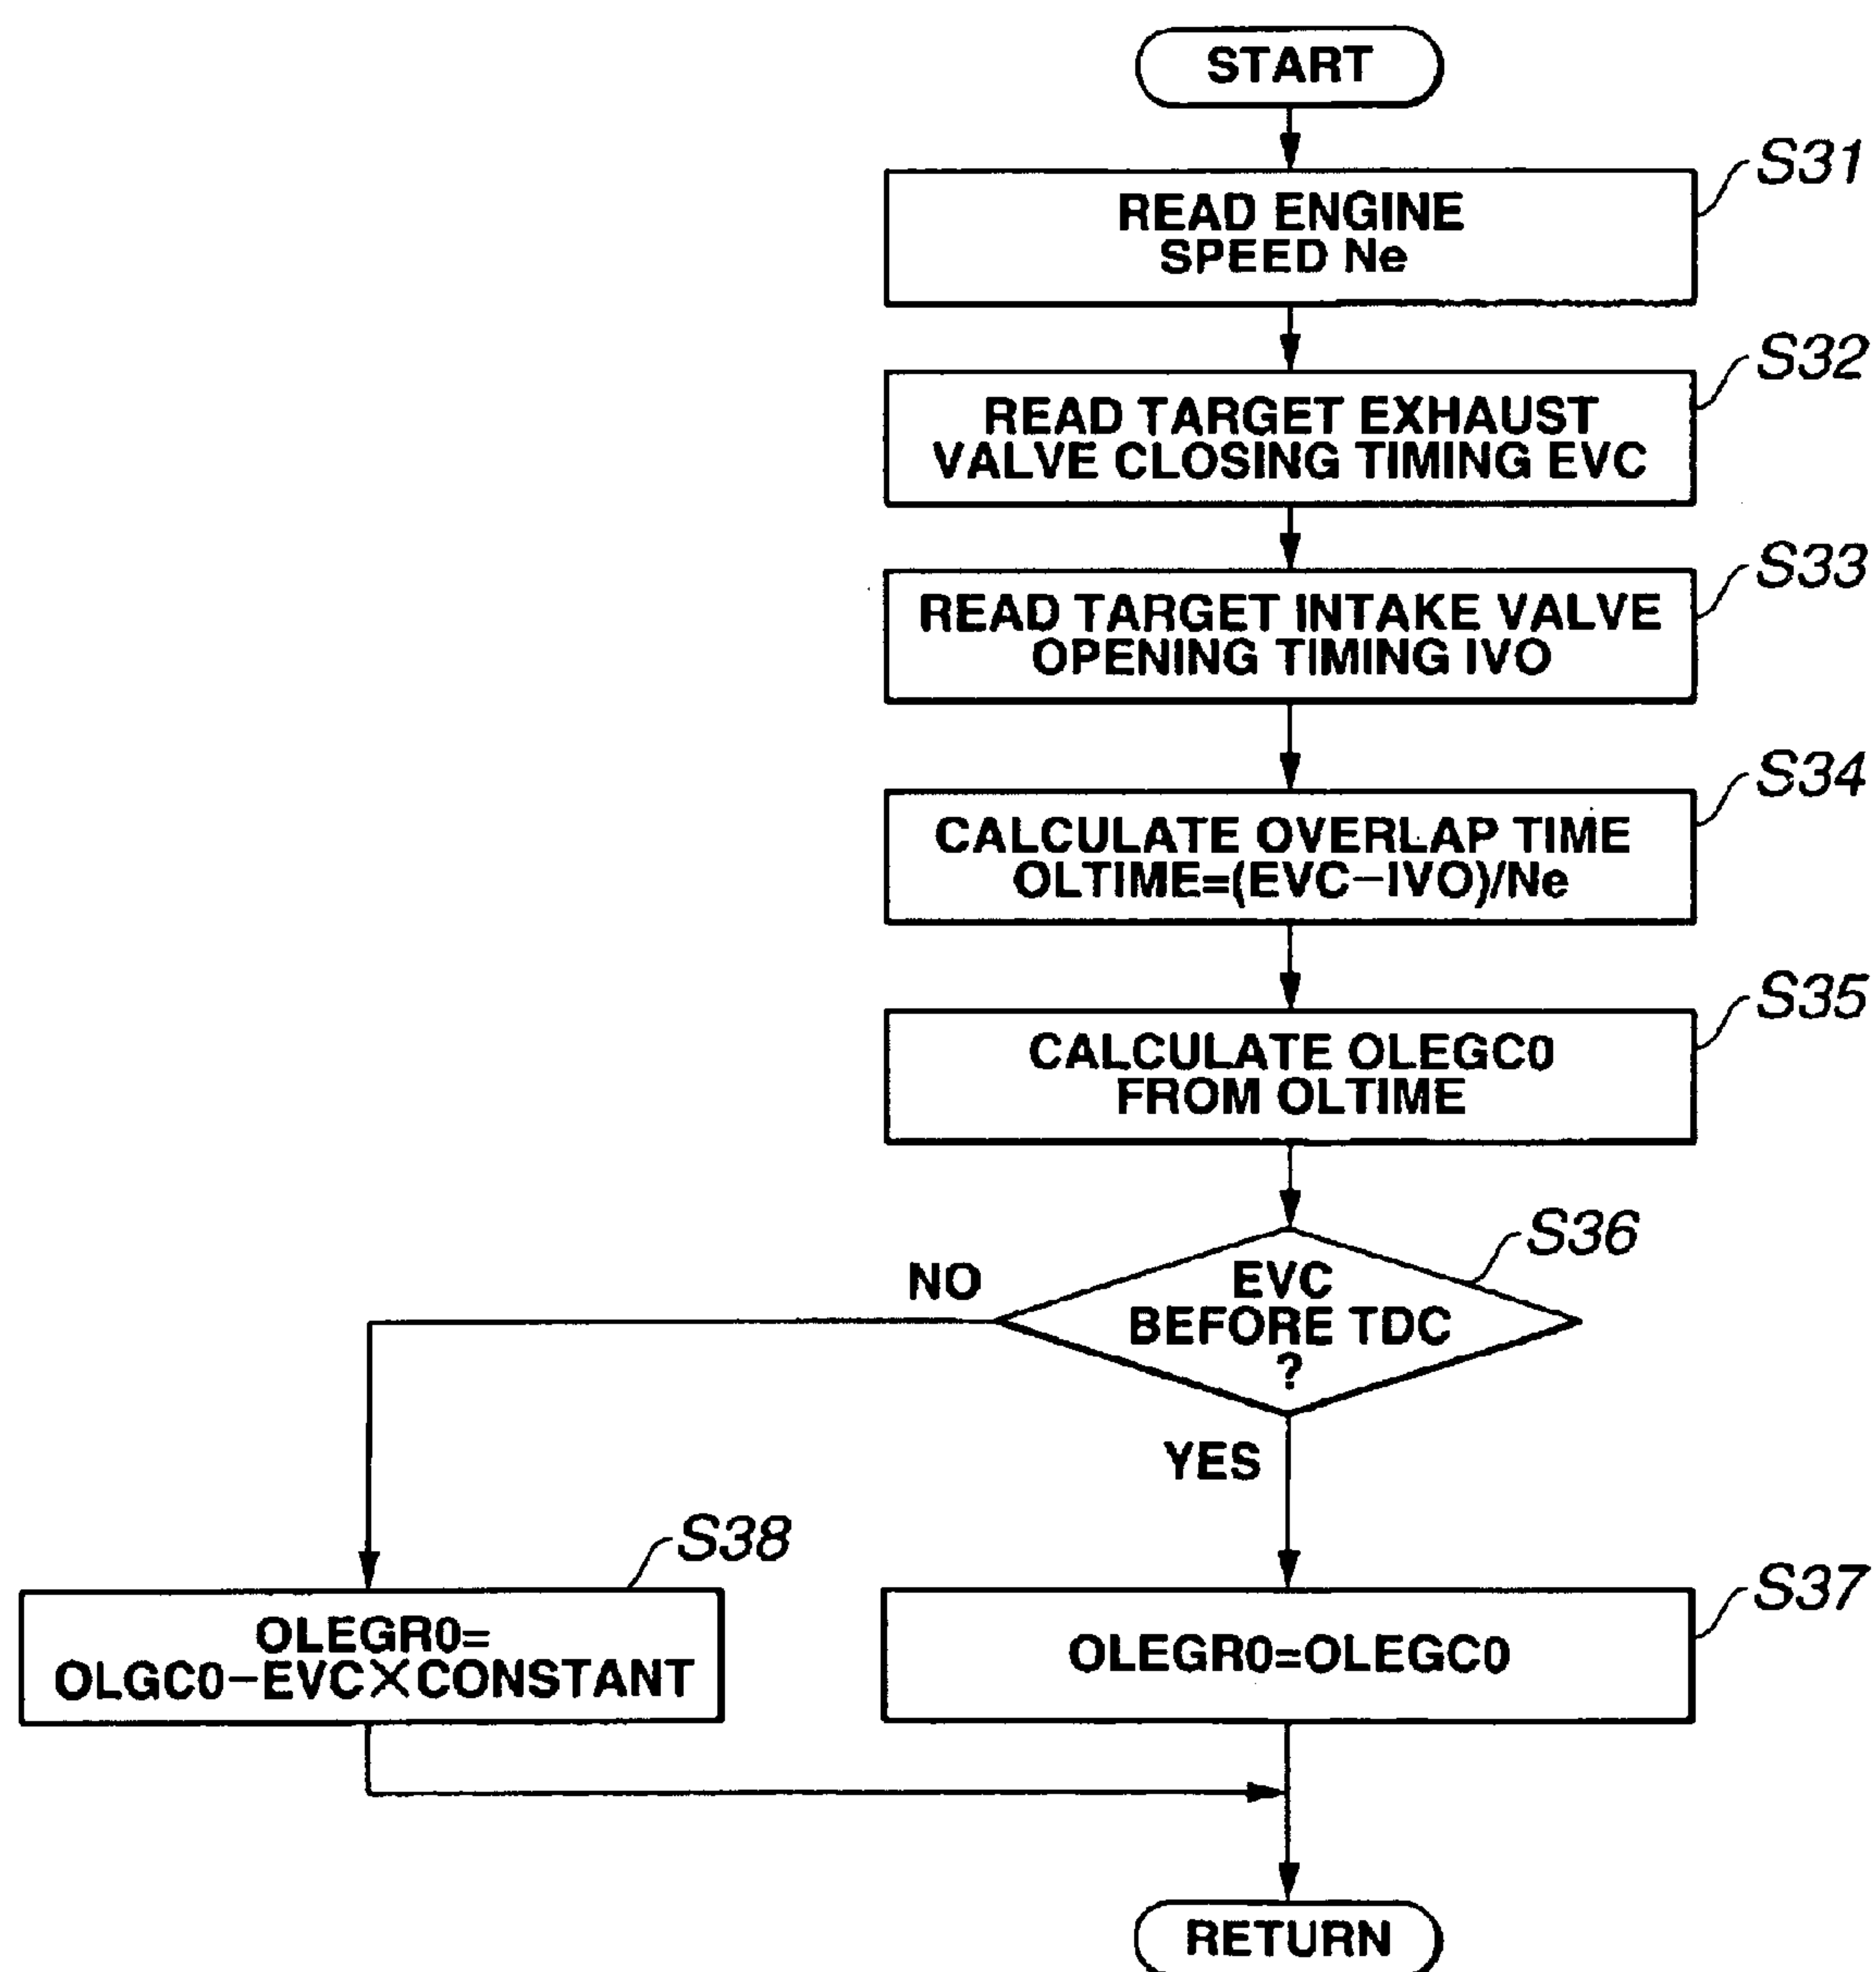 START
S31
READ ENGINE
SPEED Ne
S32
READ TARGET EXHAUST
VALVE CLOSING TIMING EVC
S33
READ TARGET INTAKE VALVE
OPENING TIMING IVO
S34
CALCULATE OVERLAP TIME
OLTIME=(EVC−IVO)/Ne
S35
CALCULATE OLEGC0
FROM OLTIME
S36
EVC
BEFORE TDC
?
NO
YES
S38
OLEGR0=
OLGC0−EVC×CONSTANT
S37
OLEGR0=OLEGC0
RETURN